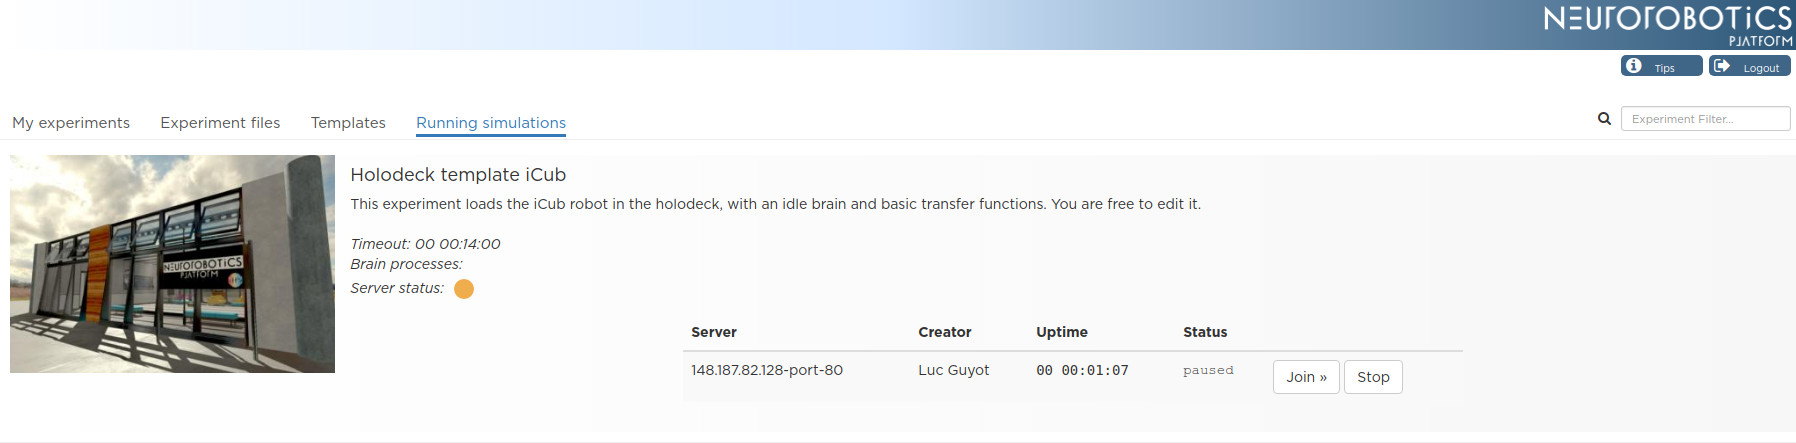 NEUROROBOTICS
PLATFORM
Tips
Logout
My experiments
Experiment files
Templates
Running simulations
Experiment Filter...
NEUROROBOTICS
PLATFORM
Holodeck template iCub
This experiment loads the iCub robot in the holodeck, with an idle brain and basic transfer functions. You are free to edit it.
Timeout: 00 00:14:00
Brain processes:
Server status:
Server Creator Uptime Status
148.187.82.128-port-80 Luc Guyot 00 00:01:07 paused Join » Stop